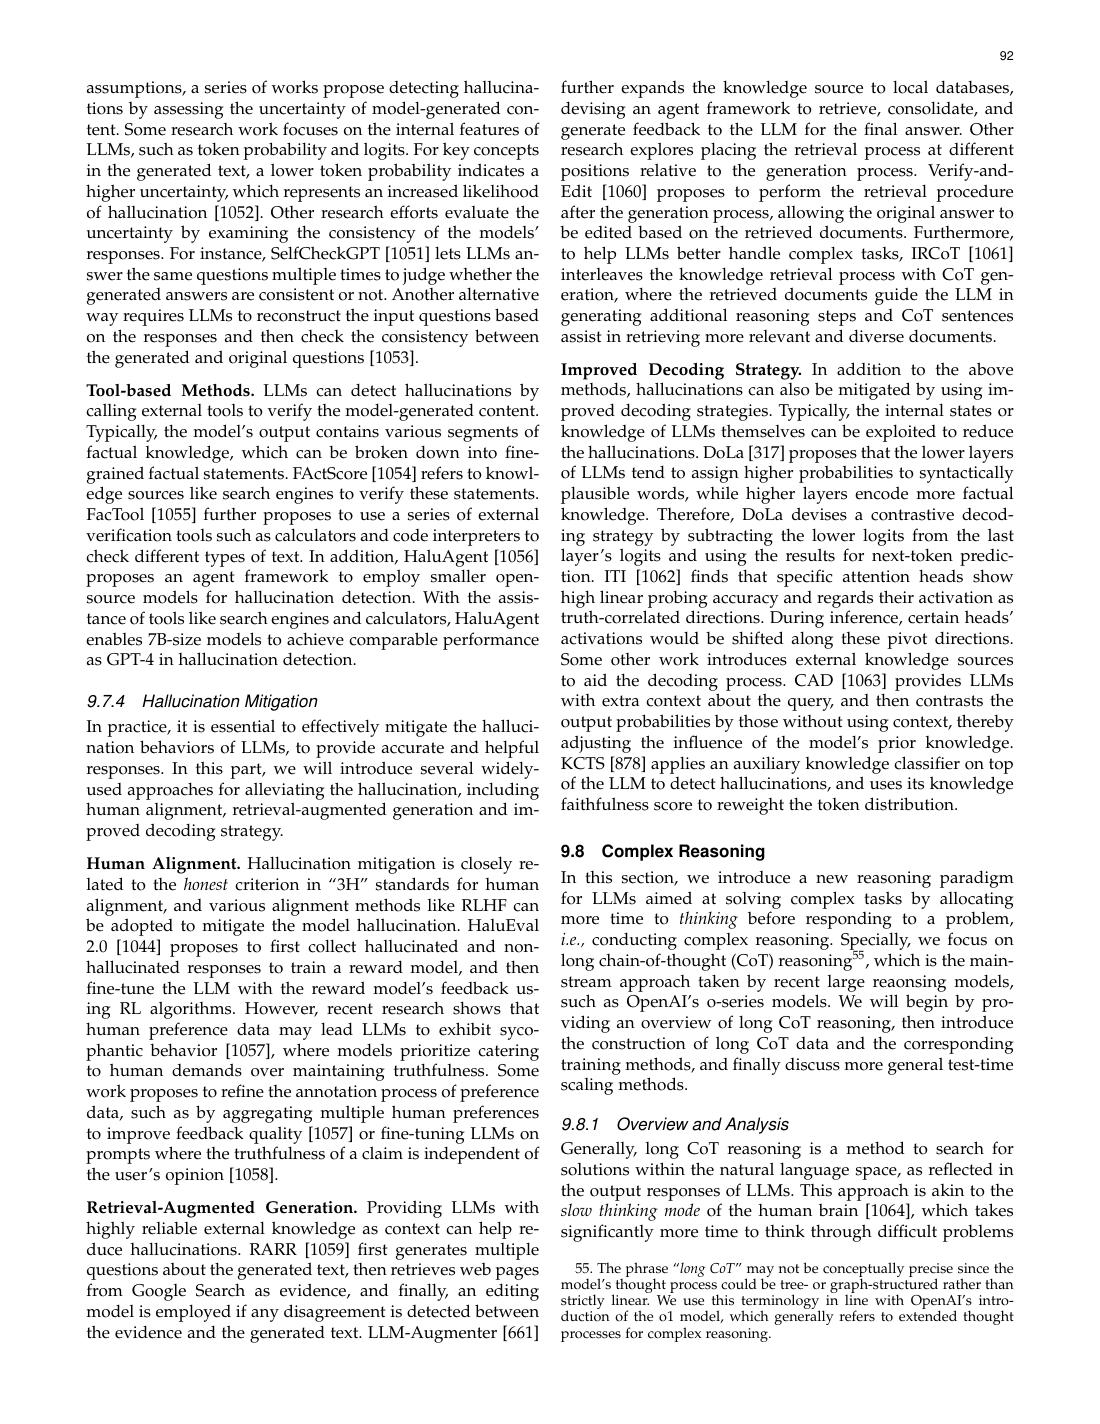 92
assumptions, a series of works propose detecting hallucina-
tions by assessing the uncertainty of model-generated con-
tent. Some research work focuses on the internal features of
LLMs, such as token probability and logits. For key concepts
in the generated text, a lower token probability indicates a
higher uncertainty, which represents an increased likelihood
of hallucination [1052]. Other research efforts evaluate the
uncertainty by examining the consistency of the models'
responses. For instance, SelfCheckGPT [1051] lets LLMs an-
swer the same questions multiple times to judge whether the
generated answers are consistent or not. Another alternative
way requires LLMs to reconstruct the input questions based
on the responses and then check the consistency between
the generated and original questions [1053].
Tool-based Methods. LLMs can detect hallucinations by
calling external tools to verify the model-generated content.
Typically, the model's output contains various segments of
factual knowledge, which can be broken down into fine-
grained factual statements. FActScore [1054] refers to knowl-
edge sources like search engines to verify these statements.
FacTool [1055] further proposes to use a series of external
verification tools such as calculators and code interpreters to
check different types of text. In addition, HaluAgent [1056]
proposes an agent framework to employ smaller open-
source models for hallucination detection. With the assis-
tance of tools like search engines and calculators, HaluAgent
enables 7B-size models to achieve comparable performance
as GPT-4 in hallucination detection.
9.7.4 Hallucination Mitigation
In practice, it is essential to effectively mitigate the halluci-
nation behaviors of LLMs, to provide accurate and helpful
responses. In this part, we will introduce several widely-
used approaches for alleviating the hallucination, including
human alignment, retrieval-augmented generation and im-
proved decoding strategy.
Human Alignment. Hallucination mitigation is closely re-
lated to the honest criterion in “3H” standards for human
alignment, and various alignment methods like RLHF can
be adopted to mitigate the model hallucination. HaluEval
2.0 [1044] proposes to first collect hallucinated and non-
hallucinated responses to train a reward model, and then
fine-tune the LLM with the reward model's feedback us-
ing RL algorithms. However, recent research shows that
human preference data may lead LLMs to exhibit syco-
phantic behavior [1057], where models prioritize catering
to human demands over maintaining truthfulness. Some
work proposes to refine the annotation process of preference
data, such as by aggregating multiple human preferences
to improve feedback quality [1057] or fine-tuning LLMs on
prompts where the truthfulness of a claim is independent of
the user's opinion [1058].
Retrieval-Augmented Generation. Providing LLMs with
highly reliable external knowledge as context can help re-
duce hallucinations. RARR [1059] first generates multiple
questions about the generated text, then retrieves web pages
from Google Search as evidence, and finally, an editing
model is employed if any disagreement is detected between
the evidence and the generated text. LLM-Augmenter [661]
further expands the knowledge source to local databases,
devising an agent framework to retrieve, consolidate, and
generate feedback to the LLM for the final answer. Other
research explores placing the retrieval process at different
positions relative to the generation process. Verify-and-
Edit [1060] proposes to perform the retrieval procedure
after the generation process, allowing the original answer to
be edited based on the retrieved documents. Furthermore,
to help LLMs better handle complex tasks, IRCoT [1061]
interleaves the knowledge retrieval process with CoT gen-
eration, where the retrieved documents guide the LLM in
generating additional reasoning steps and CoT sentences
assist in retrieving more relevant and diverse documents.
Improved Decoding Strategy. In addition to the above
methods, hallucinations can also be mitigated by using im-
proved decoding strategies. Typically, the internal states or
knowledge of LLMs themselves can be exploited to reduce
the hallucinations. DoLa [317] proposes that the lower layers
of LLMs tend to assign higher probabilities to syntactically
plausible words, while higher layers encode more factual
knowledge. Therefore, DoLa devises a contrastive decod-
ing strategy by subtracting the lower logits from the last
layer's logits and using the results for next-token predic-
tion. ITI [1062] finds that specific attention heads show
high linear probing accuracy and regards their activation as
truth-correlated directions. During inference, certain heads'
activations would be shifted along these pivot directions.
Some other work introduces external knowledge sources
to aid the decoding process. CAD [1063] provides LLMs
with extra context about the query, and then contrasts the
output probabilities by those without using context, thereby
adjusting the influence of the model's prior knowledge.
KCTS [878] applies an auxiliary knowledge classifier on top
of the LLM to detect hallucinations, and uses its knowledge
faithfulness score to reweight the token distribution.
9.8 Complex Reasoning
In this section, we introduce a new reasoning paradigm
for LLMs aimed at solving complex tasks by allocating
more time to thinking before responding to a problem,
i.e., conducting complex reasoning. Specially, we focus on
long chain-of-thought (CoT) reasoning55, which is the main-
stream approach taken by recent large reaonsing models,
such as OpenAI's o-series models. We will begin by pro-
viding an overview of long CoT reasoning, then introduce
the construction of long CoT data and the corresponding
training methods, and finally discuss more general test-time
scaling methods.
9.8.1 Overview and Analysis
Generally, long CoT reasoning is a method to search for
solutions within the natural language space, as reflected in
the output responses of LLMs. This approach is akin to the
slow thinking mode of the human brain [1064], which takes
significantly more time to think through difficult problems
55. The phrase “long CoT” may not be conceptually precise since the
model's thought process could be tree- or graph-structured rather than
strictly linear. We use this terminology in line with OpenAI's intro-
duction of the o1 model, which generally refers to extended thought
processes for complex reasoning.